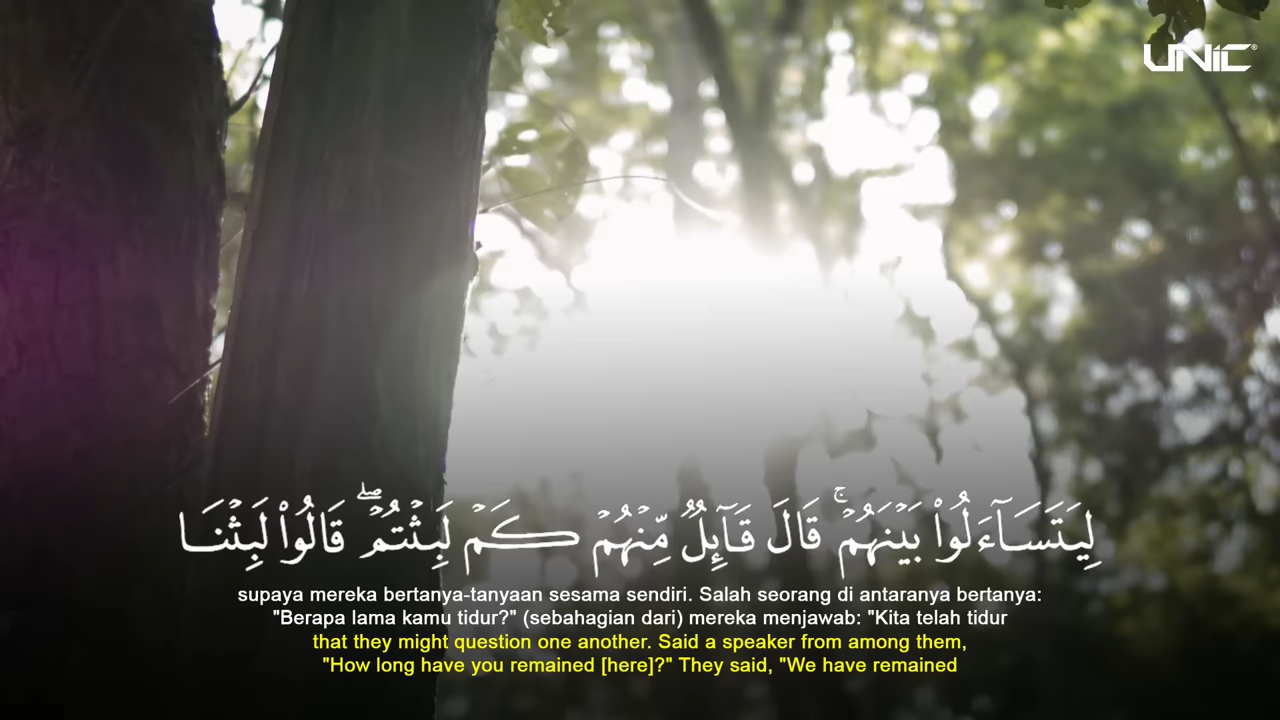 UNIC
لِيَتَسَآءَلُوا۟ بَيْنَهُمْ ۚ قَالَ قَآئِلٌ مِّنْهُمْ كَمْ لَبِثْتُمْ ۖ قَالُوا۟ لَبِثْنَا
supaya mereka bertanya-tanyaan sesama sendiri. Salah seorang di antaranya bertanya:
"Berapa lama kamu tidur?" (sebahagian dari) mereka menjawab: "Kita telah tidur
that they might question one another. Said a speaker from among them,
"How long have you remained [here]?" They said, "We have remained